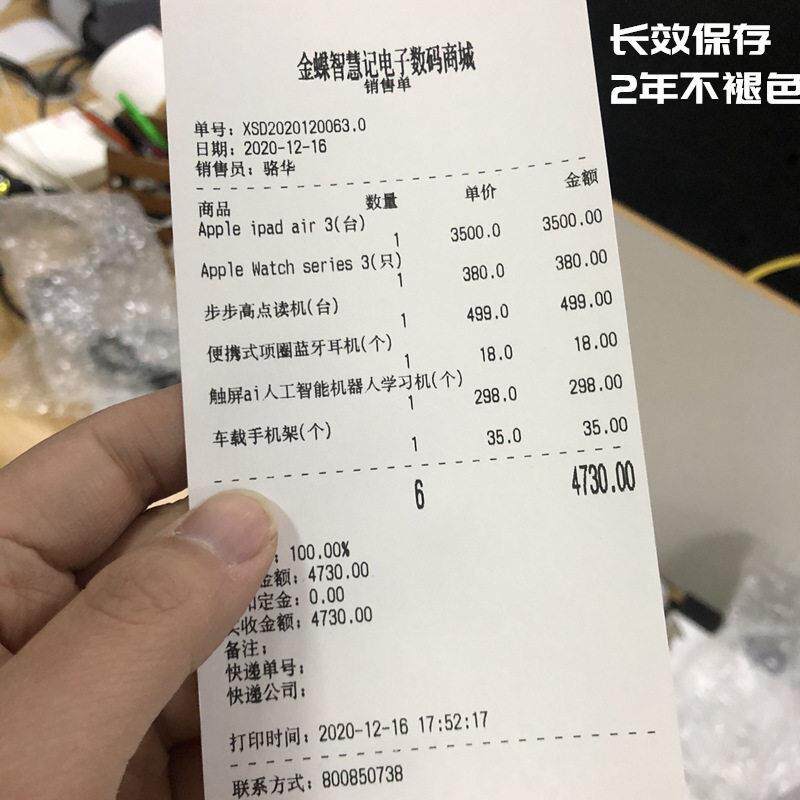 长效保存
2年不褪色
金蝶智慧记电子数码商城
销售单
单号: XSD2020120063.0
日期: 2020-12-16
销售员: 骆华
商品 数量 单价 金额
Apple ipad air 3(台)
1 3500.0 3500.00
Apple Watch series 3(只)
1 380.0 380.00
步步高点读机(台)
1 499.0 499.00
便携式项圈蓝牙耳机(个)
1 18.0 18.00
触屏ai人工智能机器人学习机(个)
1 298.0 298.00
车载手机架(个)
1 35.0 35.00
6 4730.00
: 100.00%
金额: 4730.00
扣定金: 0.00
实收金额: 4730.00
备注:
快递单号:
快递公司:
打印时间: 2020-12-16 17:52:17
联系方式: 800850738